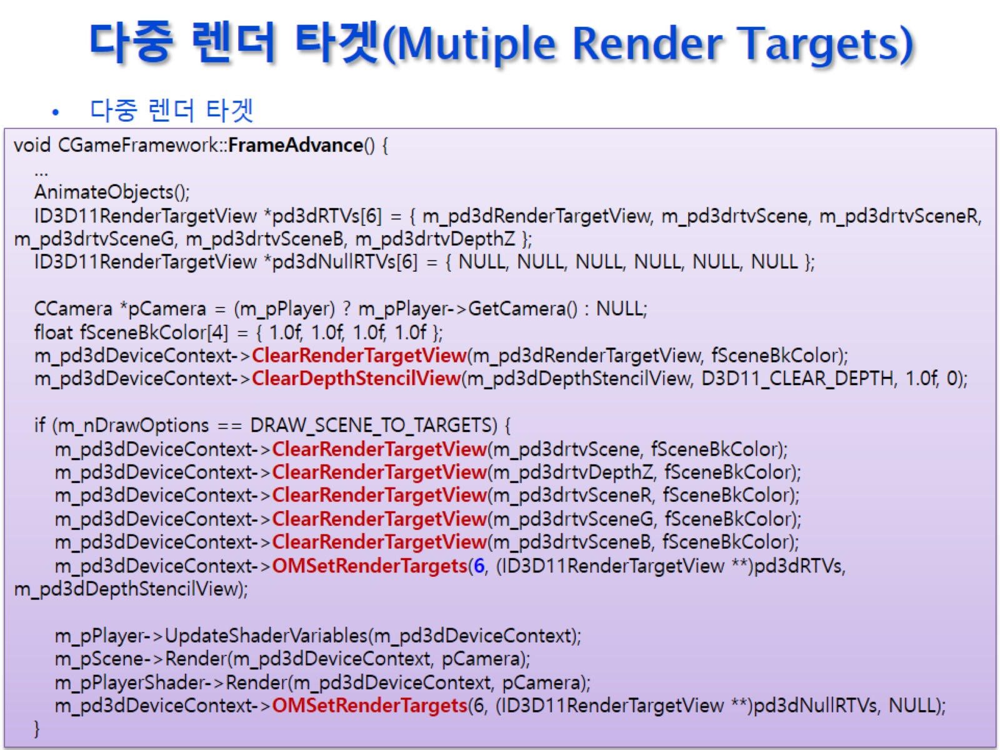 다중 렌더 타겟(Mutiple Render Targets)
• 다중 렌더 타겟
void CGameFramework::FrameAdvance() {
...
AnimateObjects();
ID3D11RenderTargetView *pd3dRTVs[6] = { m_pd3dRenderTargetView, m_pd3drtvScene, m_pd3drtvSceneR,
m_pd3drtvSceneG, m_pd3drtvSceneB, m_pd3drtvDepthZ };
ID3D11RenderTargetView *pd3dNullRTVs[6] = { NULL, NULL, NULL, NULL, NULL, NULL };
CCamera *pCamera = (m_pPlayer) ? m_pPlayer->GetCamera() : NULL;
float fSceneBkColor[4] = { 1.0f, 1.0f, 1.0f, 1.0f };
m_pd3dDeviceContext->ClearRenderTargetView(m_pd3dRenderTargetView, fSceneBkColor);
m_pd3dDeviceContext->ClearDepthStencilView(m_pd3dDepthStencilView, D3D11_CLEAR_DEPTH, 1.0f, 0);
if (m_nDrawOptions == DRAW_SCENE_TO_TARGETS) {
m_pd3dDeviceContext->ClearRenderTargetView(m_pd3drtvScene, fSceneBkColor);
m_pd3dDeviceContext->ClearRenderTargetView(m_pd3drtvDepthZ, fSceneBkColor);
m_pd3dDeviceContext->ClearRenderTargetView(m_pd3drtvSceneR, fSceneBkColor);
m_pd3dDeviceContext->ClearRenderTargetView(m_pd3drtvSceneG, fSceneBkColor);
m_pd3dDeviceContext->ClearRenderTargetView(m_pd3drtvSceneB, fSceneBkColor);
m_pd3dDeviceContext->OMSetRenderTargets(6, (ID3D11RenderTargetView **)pd3dRTVs,
m_pd3dDepthStencilView);
m_pPlayer->UpdateShaderVariables(m_pd3dDeviceContext);
m_pScene->Render(m_pd3dDeviceContext, pCamera);
m_pPlayerShader->Render(m_pd3dDeviceContext, pCamera);
m_pd3dDeviceContext->OMSetRenderTargets(6, (ID3D11RenderTargetView **)pd3dNullRTVs, NULL);
}